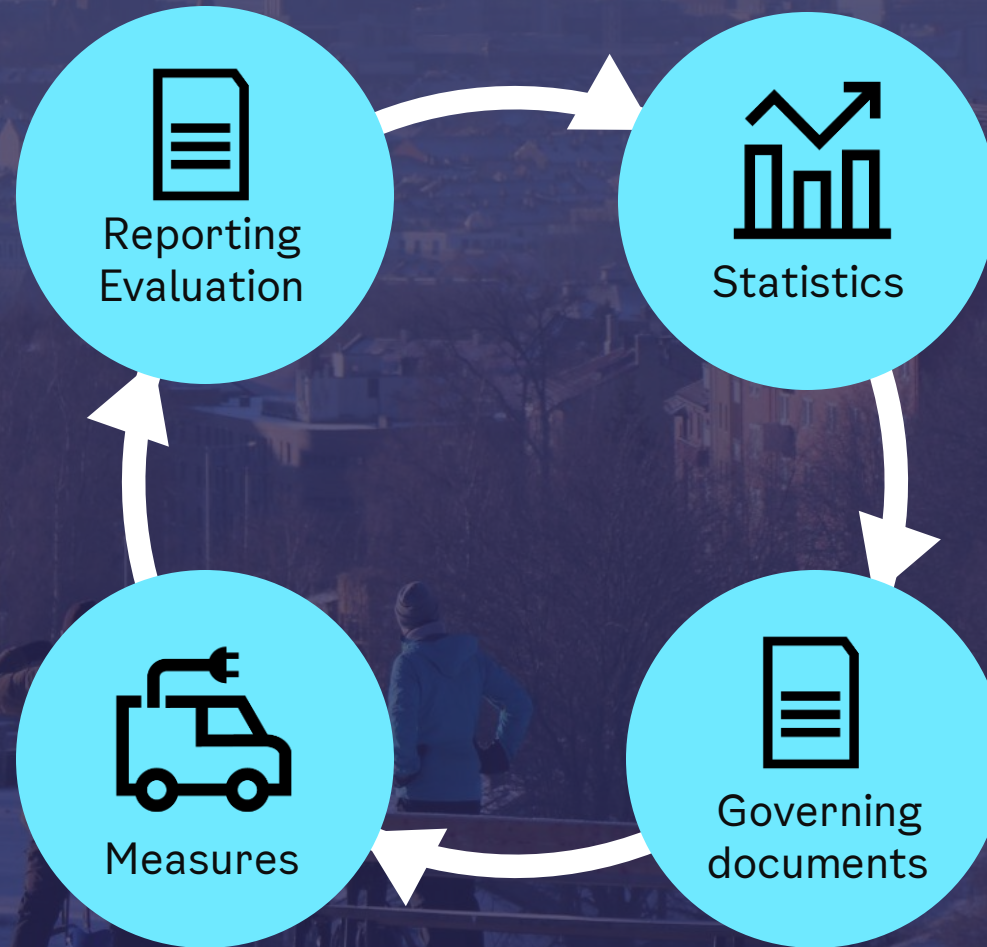 Reporting
Evaluation
Statistics
Measures
Governing
documents